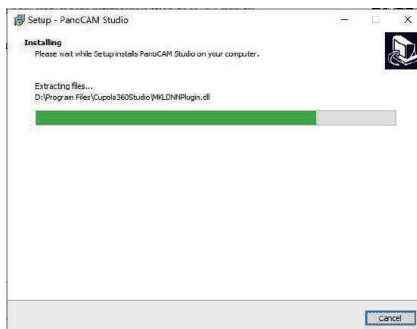 Setup - PanoCAM Studio
Installing
Please wait while Setup installs PanoCAM Studio on your computer.
Extracting files...
D:\Program Files\Cupola360Studio\MKLDNNPlugin.dll
Cancel